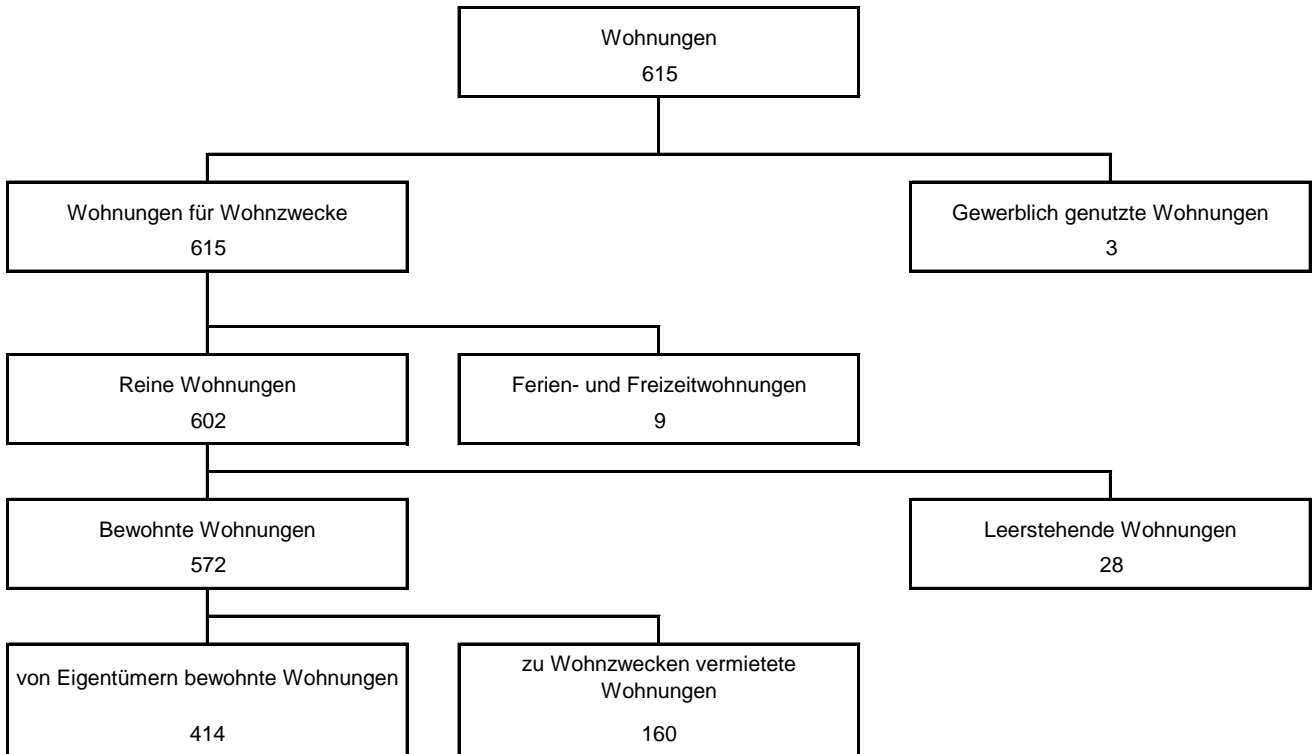 Wohnungen
615
Wohnungen für Wohnzwecke
615
Gewerblich genutzte Wohnungen
3
Reine Wohnungen
602
Ferien- und Freizeitwohnungen
9
Bewohnte Wohnungen
572
Leerstehende Wohnungen
28
von Eigentümern bewohnte Wohnungen
414
zu Wohnzwecken vermietete
Wohnungen
160